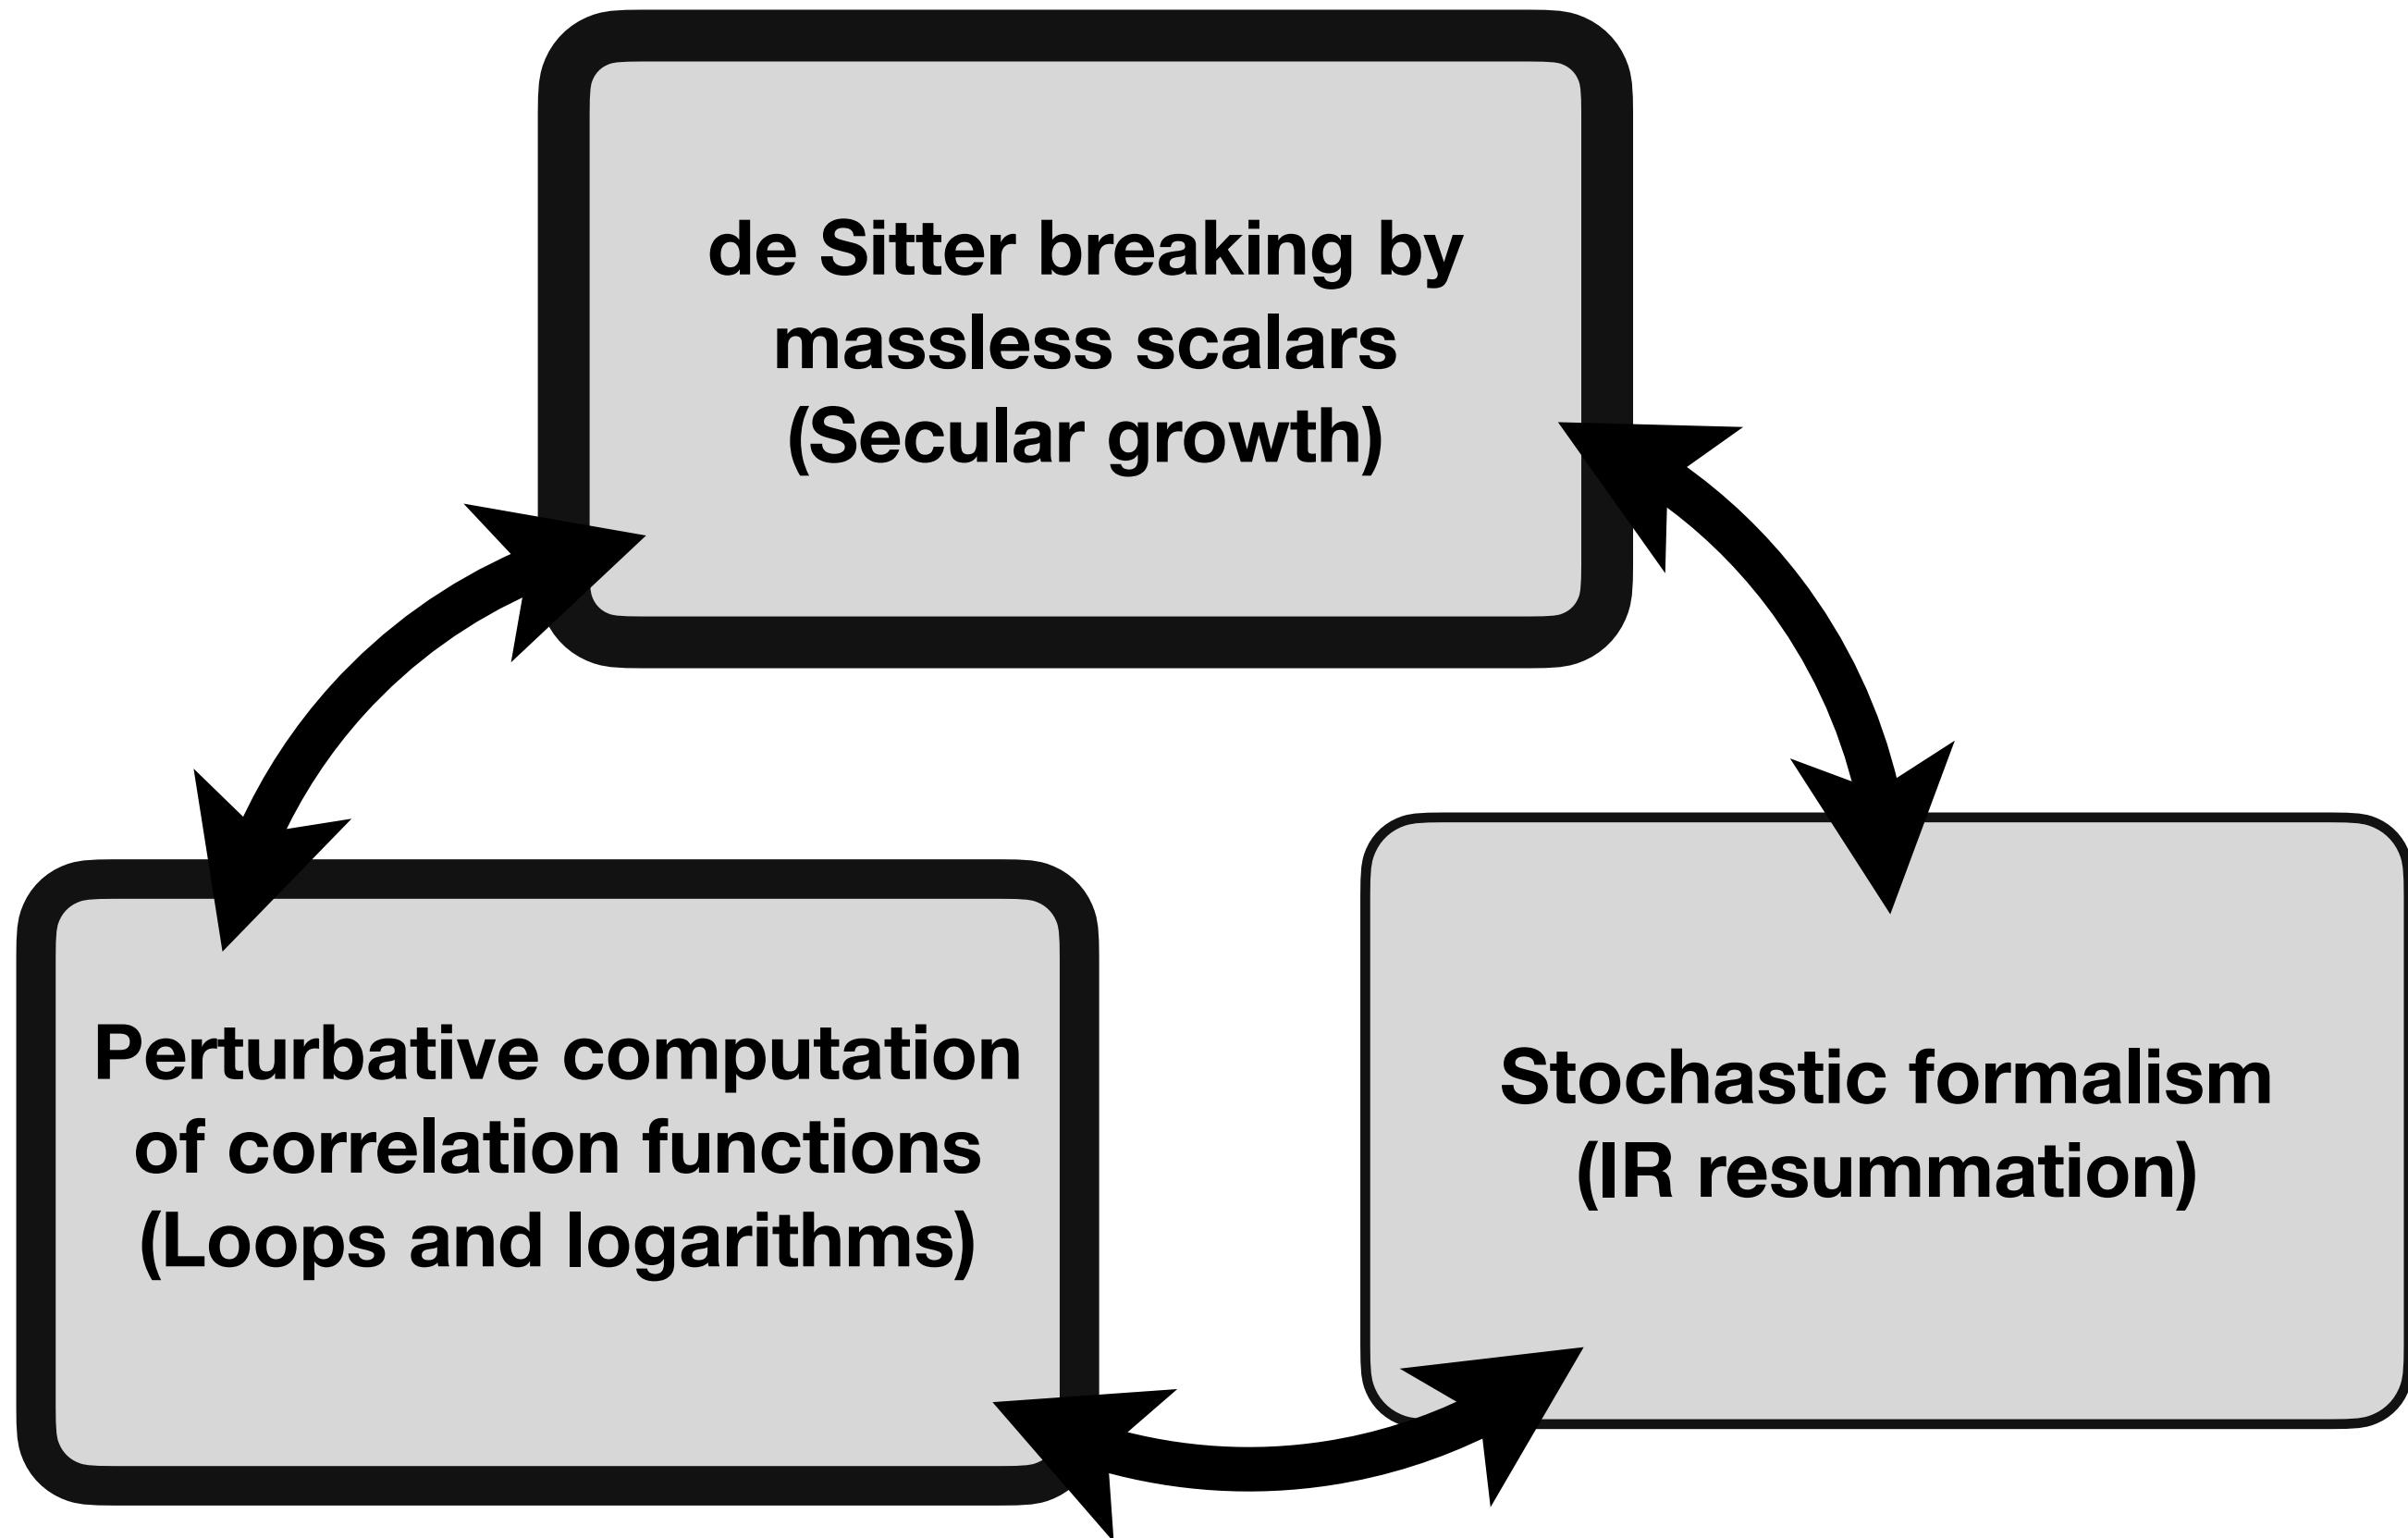 de Sitter breaking by
massless scalars
(Secular growth)
Perturbative computation
of correlation functions
(Loops and logarithms)
Stochastic formalism
(IR resummation)